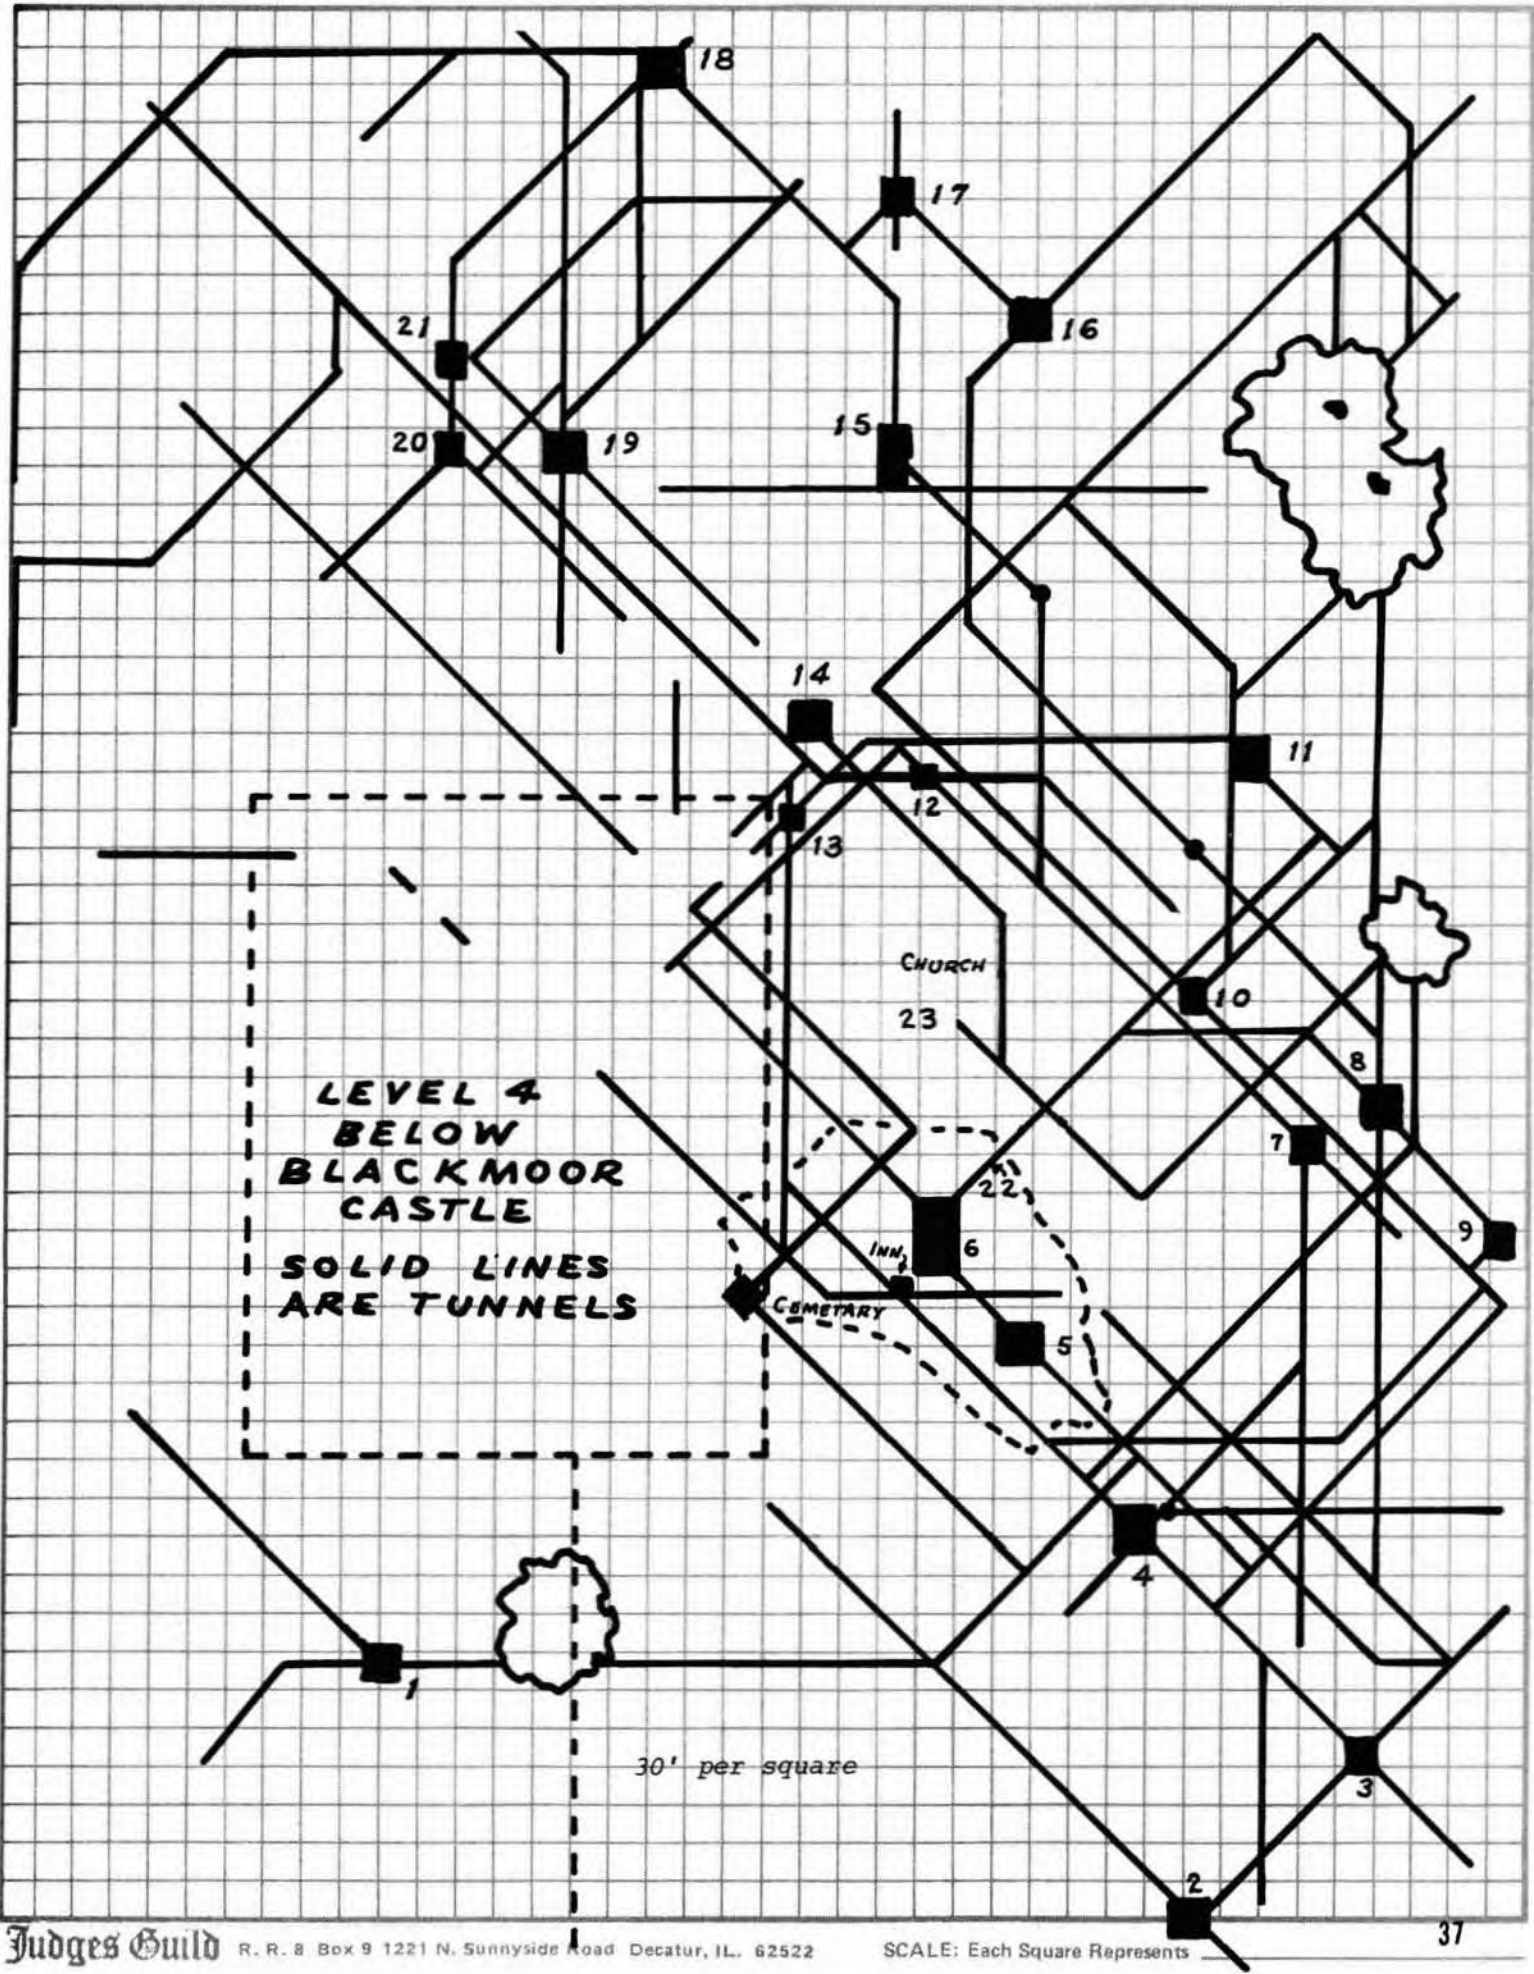 18
17
21
16
20
19
15
14
11
12
13
CHURCH
10
23
8
LEVEL 4
BELOW
BLACKMOOR
CASTLE
7
22
9
INN
6
SOLID LINES
ARE TUNNELS
CEMETARY
5
4
1
30' per square
3
2
37
Judges Guild R. R. 8 Box 9 1221 N. Sunnyside Road Decatur, IL. 62522 SCALE: Each Square Represents